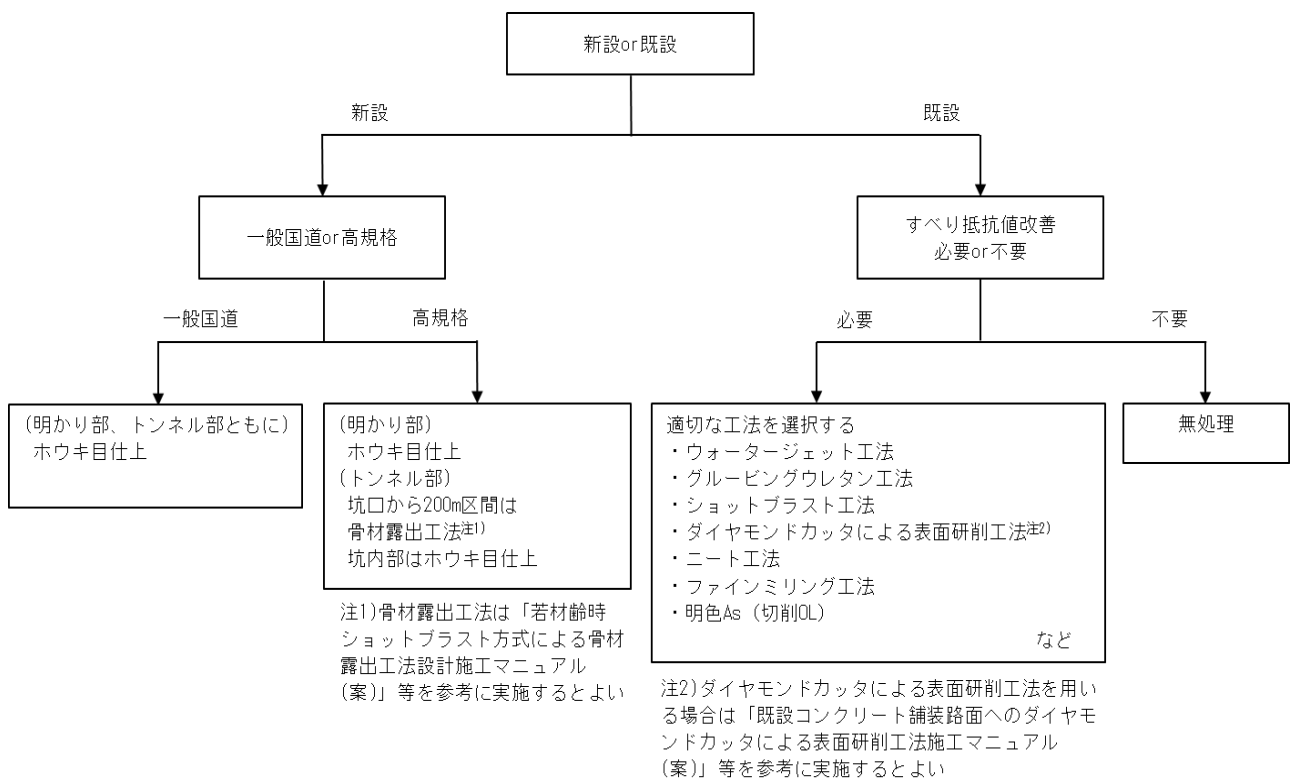 新設or既設
新設
既設
一般国道or高規格
すべり抵抗値改善
必要or不要
一般国道
高規格
必要
不要
(明かり部、トンネル部ともに)
ホウキ目仕上
(明かり部)
ホウキ目仕上
(トンネル部)
坑口から200m区間は
骨材露出工法注1)
坑内部はホウキ目仕上
適切な工法を選択する
・ウォータージェット工法
・グルービングウレタン工法
・ショットブラスト工法
・ダイヤモンドカッタによる表面研削工法注2)
・ニート工法
・ファインミリング工法
・明色As（切削OL）
など
無処理
注1)骨材露出工法は「若材齢時
ショットブラスト方式による骨材
露出工法設計施工マニュアル
(案)」等を参考に実施するとよい
注2)ダイヤモンドカッタによる表面研削工法を用い
る場合は「既設コンクリート舗装路面へのダイヤモ
ンドカッタによる表面研削工法施工マニュアル
(案)」等を参考に実施するとよい